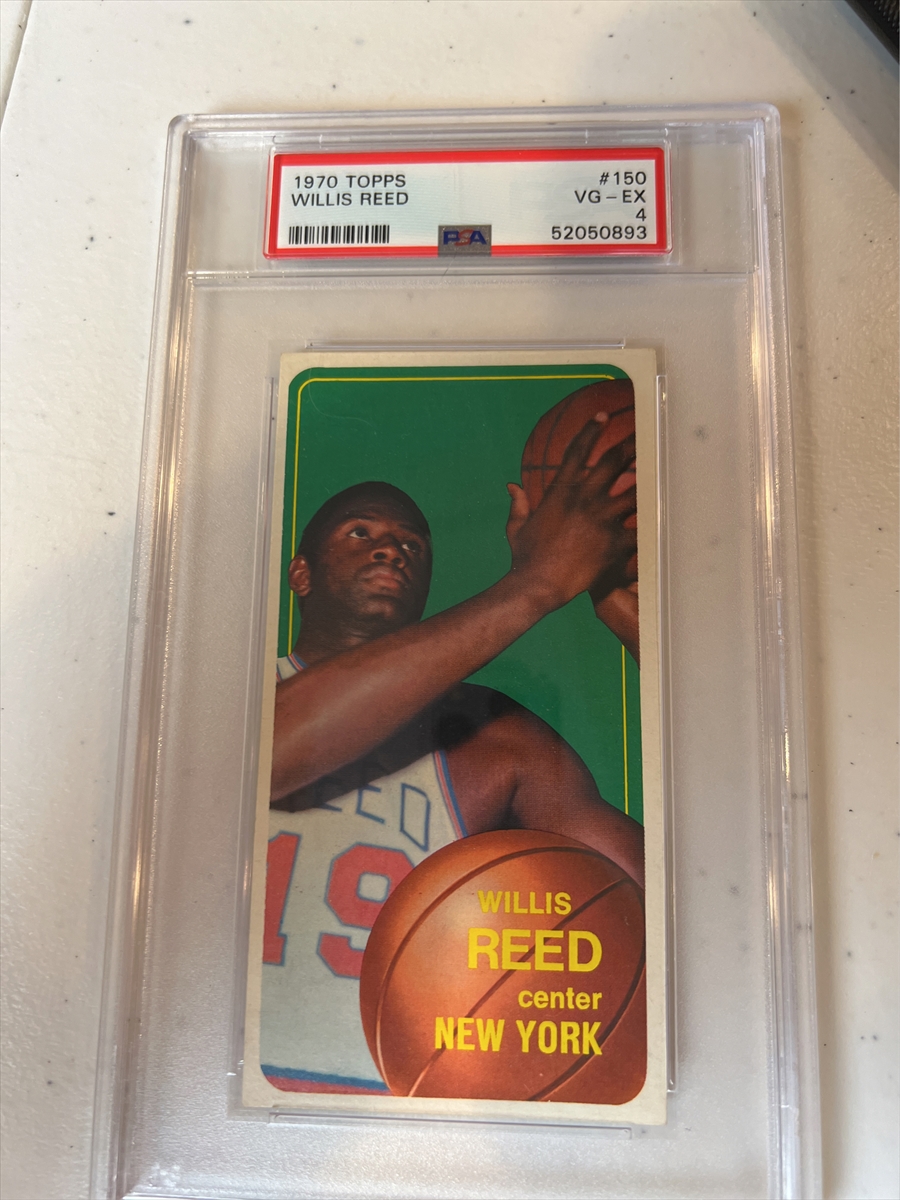 1970 TOPPS #150
WILLIS REED VG-EX
4
PSA 52050893
EED
19
WILLIS
REED
center
NEW YORK